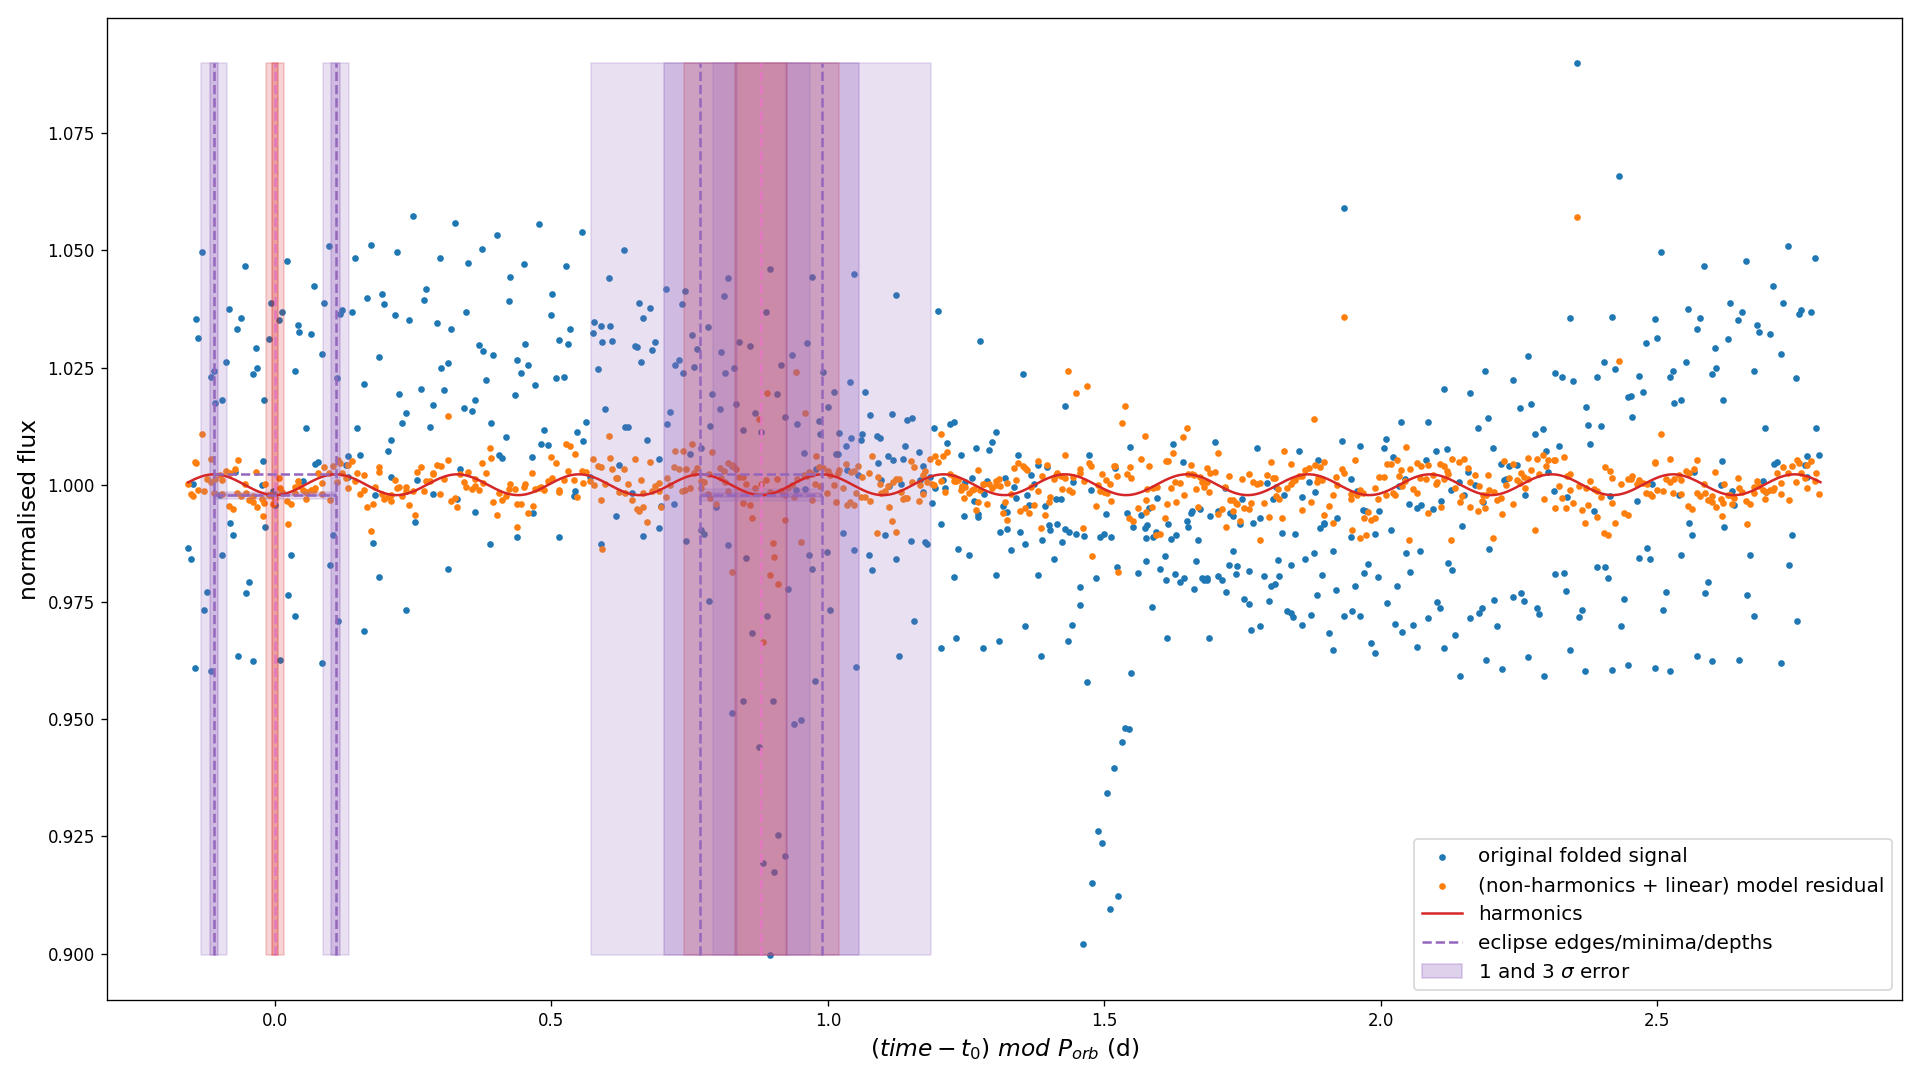 normalised flux
1.075
1.050
1.025
1.000
0.975
0.950
0.925
0.900
0.0
0.5
1.0
1.5
2.0
2.5
(time − t₀) mod P_orb (d)
original folded signal
(non-harmonics + linear) model residual
harmonics
eclipse edges/minima/depths
1 and 3 σ error